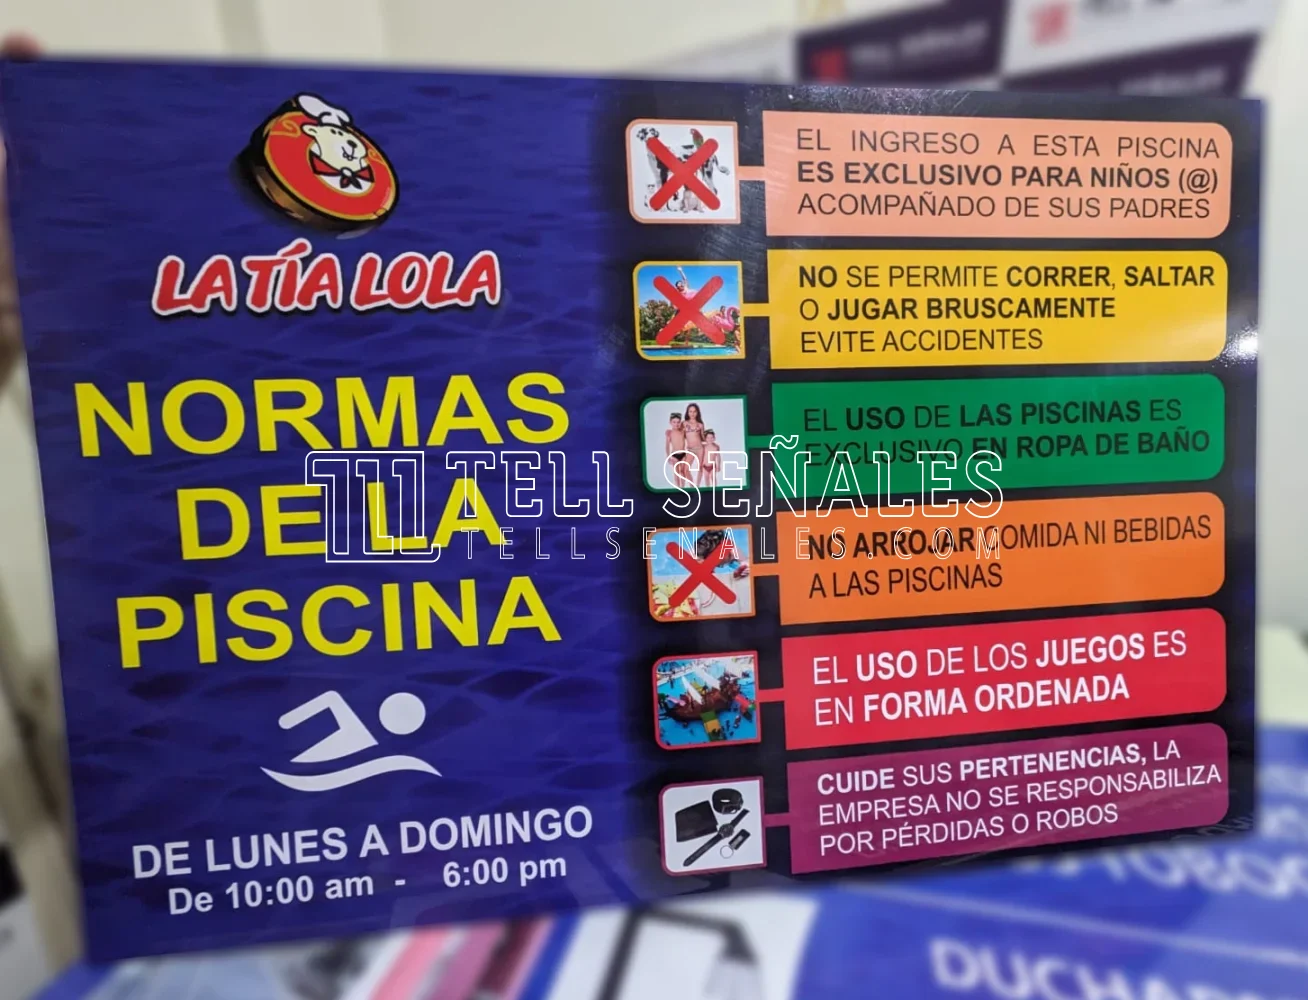 LA TÍA LOLA
NORMAS
DE LA
PISCINA
DE LUNES A DOMINGO
De 10:00 am - 6:00 pm
EL INGRESO A ESTA PISCINA
ES EXCLUSIVO PARA NIÑOS (@)
ACOMPAÑADO DE SUS PADRES
NO SE PERMITE CORRER, SALTAR
O JUGAR BRUSCAMENTE
EVITE ACCIDENTES
EL USO DE LAS PISCINAS ES
EXCLUSIVO EN ROPA DE BAÑO
NO ARROJAR COMIDA NI BEBIDAS
A LAS PISCINAS
EL USO DE LOS JUEGOS ES
EN FORMA ORDENADA
CUIDE SUS PERTENENCIAS, LA
EMPRESA NO SE RESPONSABILIZA
POR PÉRDIDAS O ROBOS
TELL SEÑALES
TELLSENALES.COM
TELL SEÑALES